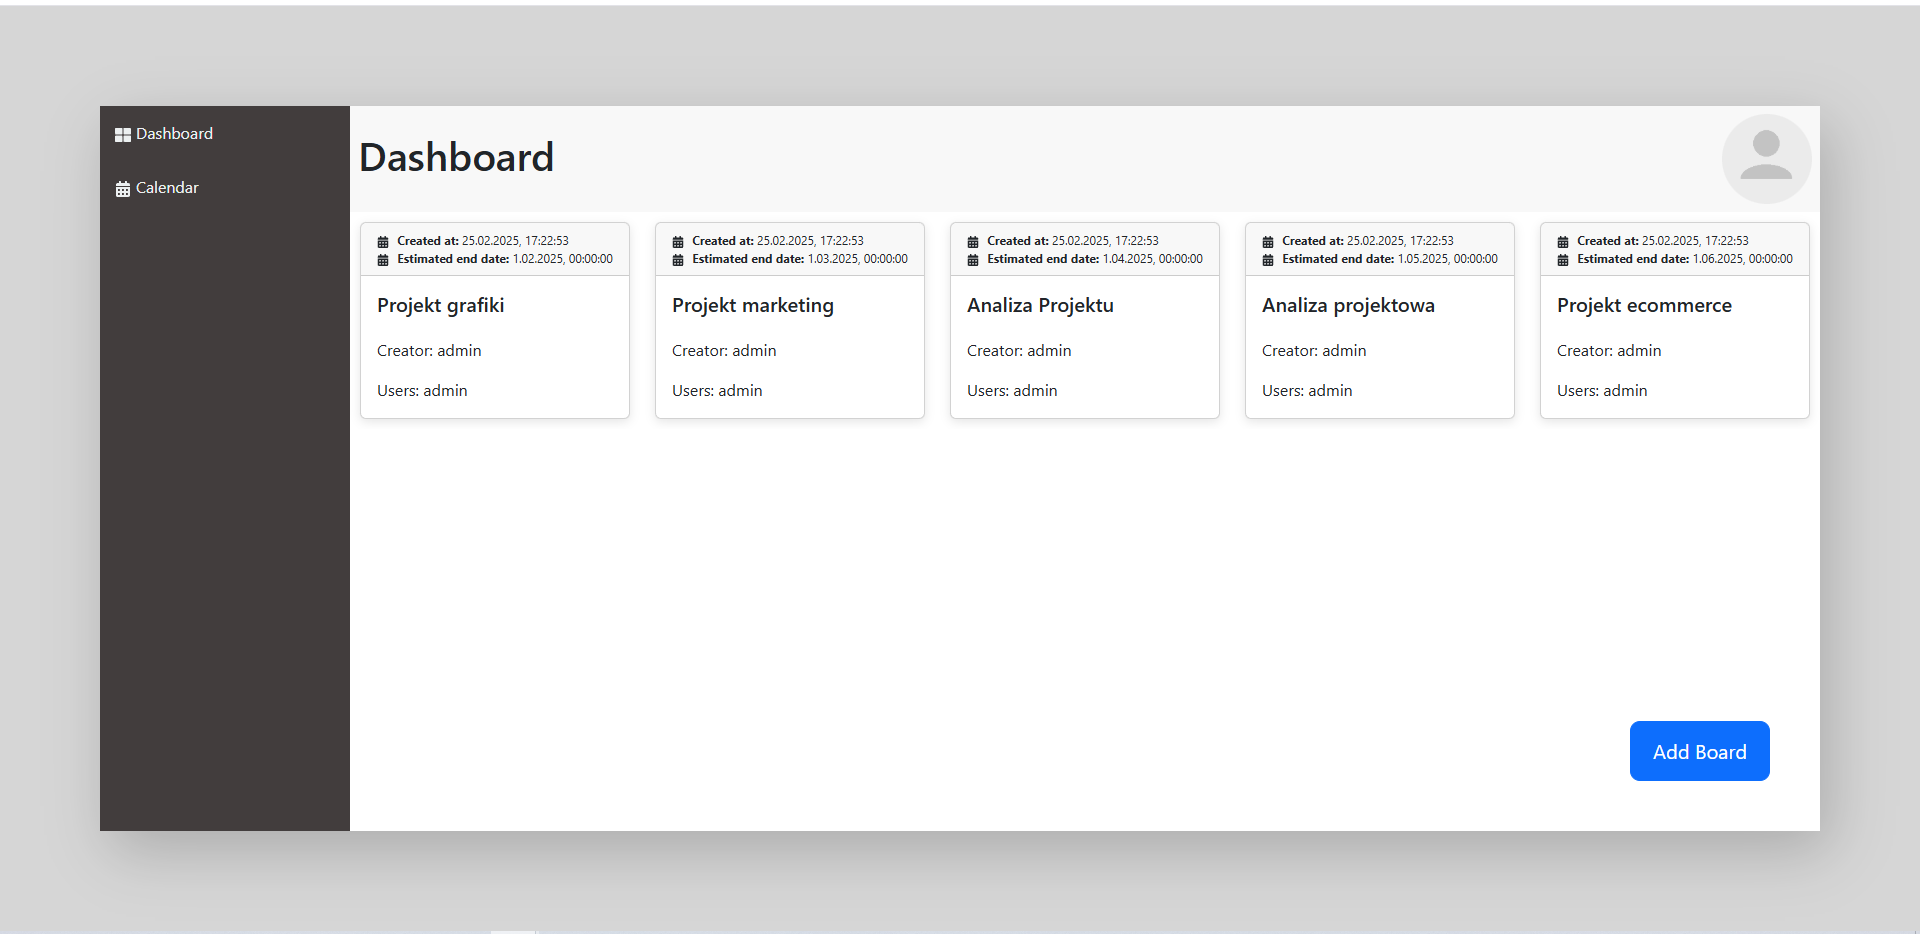 Dashboard
Calendar
Dashboard
Created at: 25.02.2025, 17:22:53
Estimated end date: 1.02.2025, 00:00:00
Projekt grafiki
Creator: admin
Users: admin
Created at: 25.02.2025, 17:22:53
Estimated end date: 1.03.2025, 00:00:00
Projekt marketing
Creator: admin
Users: admin
Created at: 25.02.2025, 17:22:53
Estimated end date: 1.04.2025, 00:00:00
Analiza Projektu
Creator: admin
Users: admin
Created at: 25.02.2025, 17:22:53
Estimated end date: 1.05.2025, 00:00:00
Analiza projektowa
Creator: admin
Users: admin
Created at: 25.02.2025, 17:22:53
Estimated end date: 1.06.2025, 00:00:00
Projekt ecommerce
Creator: admin
Users: admin
Add Board